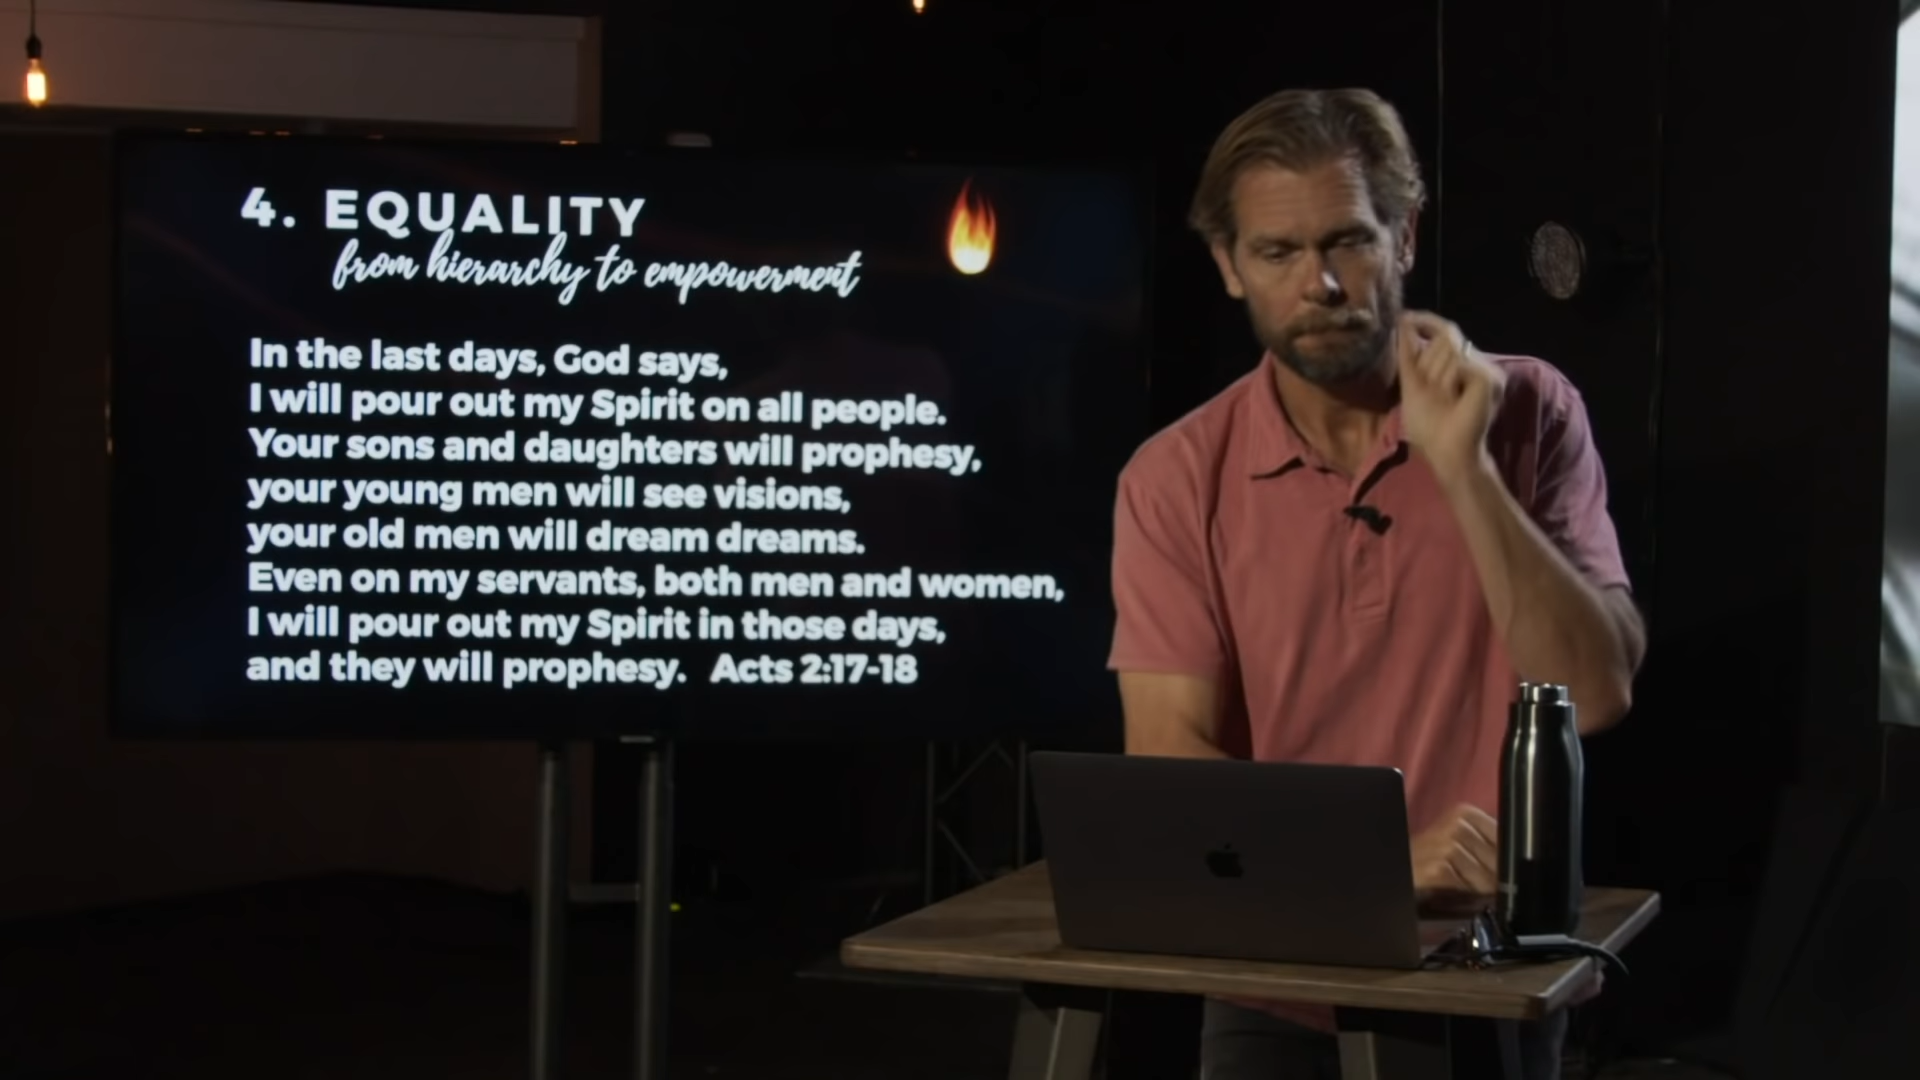 4. EQUALITY
from hierarchy to empowerment
In the last days, God says,
I will pour out my Spirit on all people.
Your sons and daughters will prophesy,
your young men will see visions,
your old men will dream dreams.
Even on my servants, both men and women,
I will pour out my Spirit in those days,
and they will prophesy. Acts 2:17-18